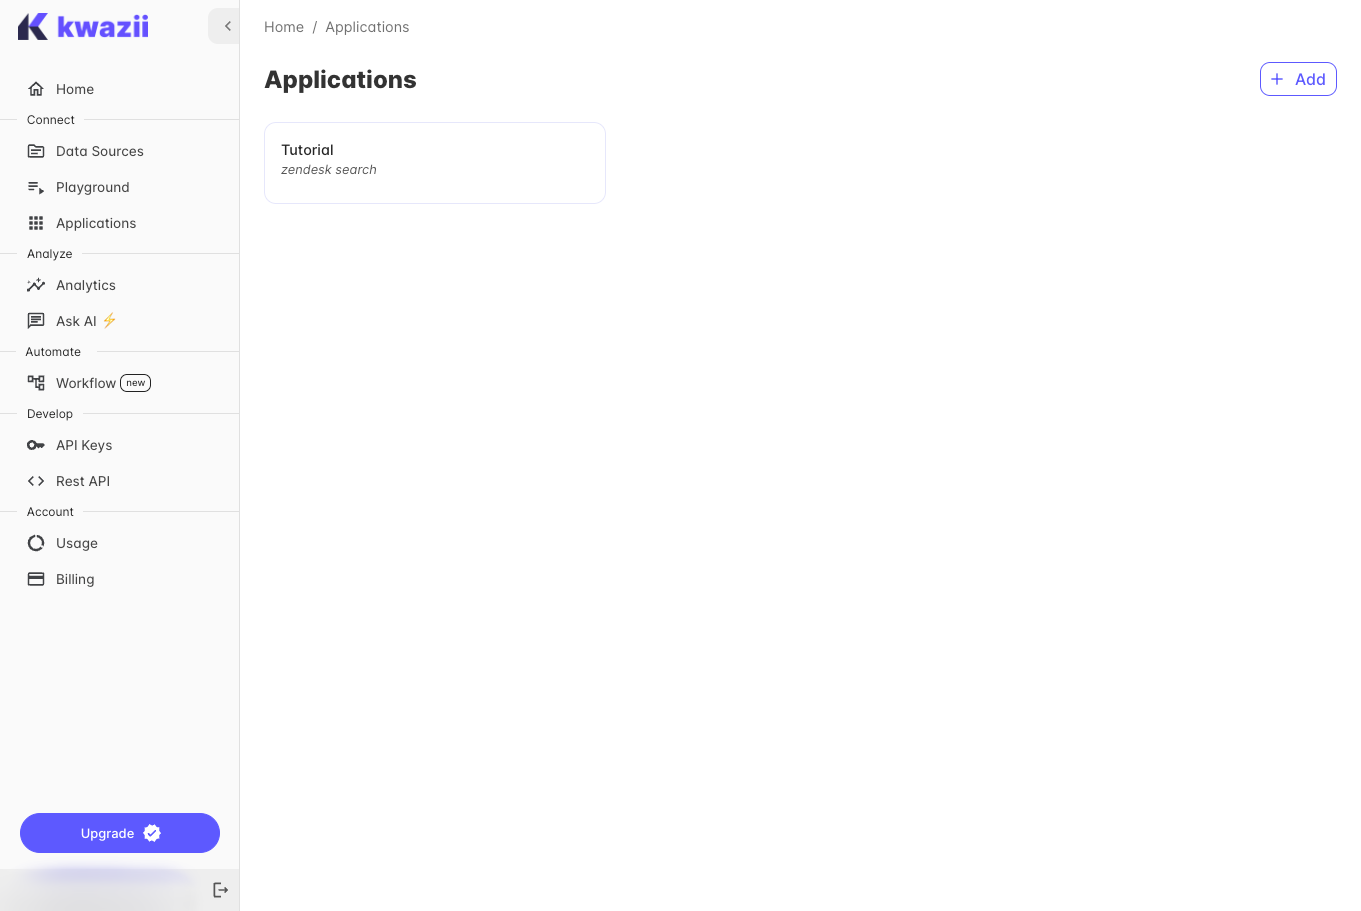 kwazii
Home
Connect
Data Sources
Playground
Applications
Analyze
Analytics
Ask AI ⚡
Automate
Workflow new
Develop
API Keys
Rest API
Account
Usage
Billing
Upgrade
Home / Applications
Applications
Add
Tutorial
zendesk search